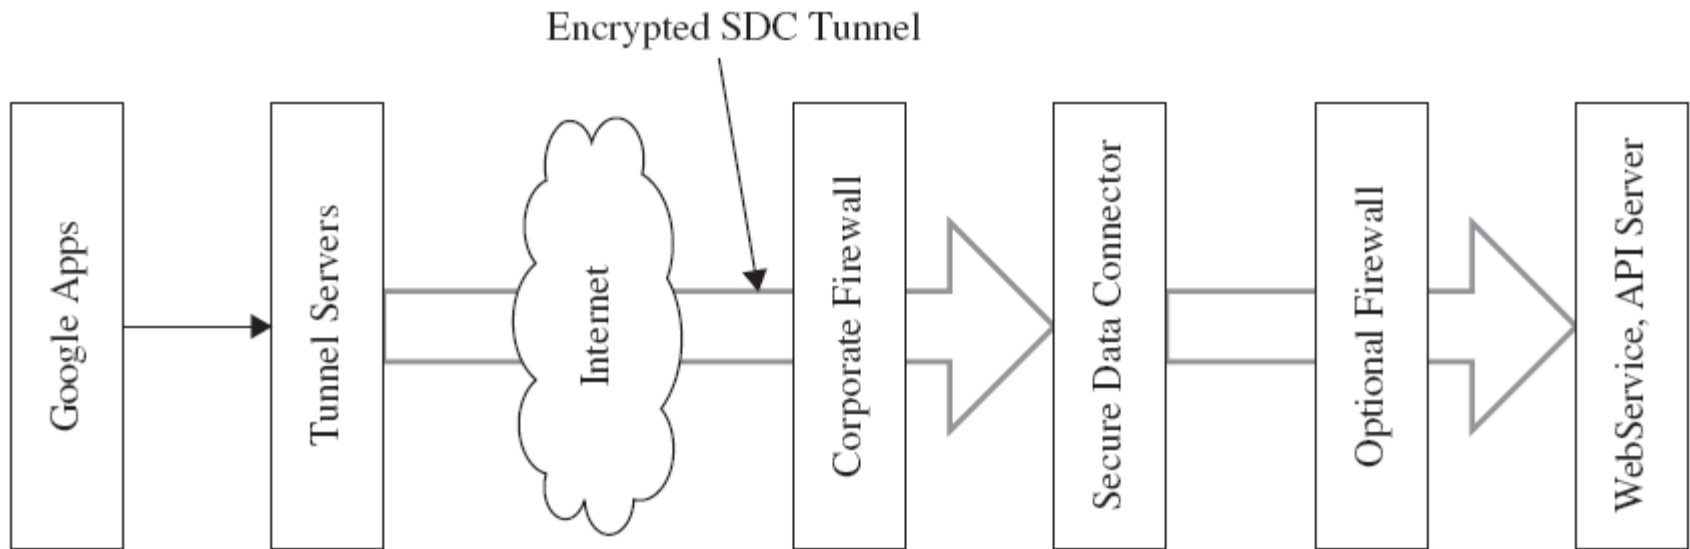 Encrypted SDC Tunnel
Google Apps
Tunnel Servers
Internet
Corporate Firewall
Secure Data Connector
Optional Firewall
WebService, API Server